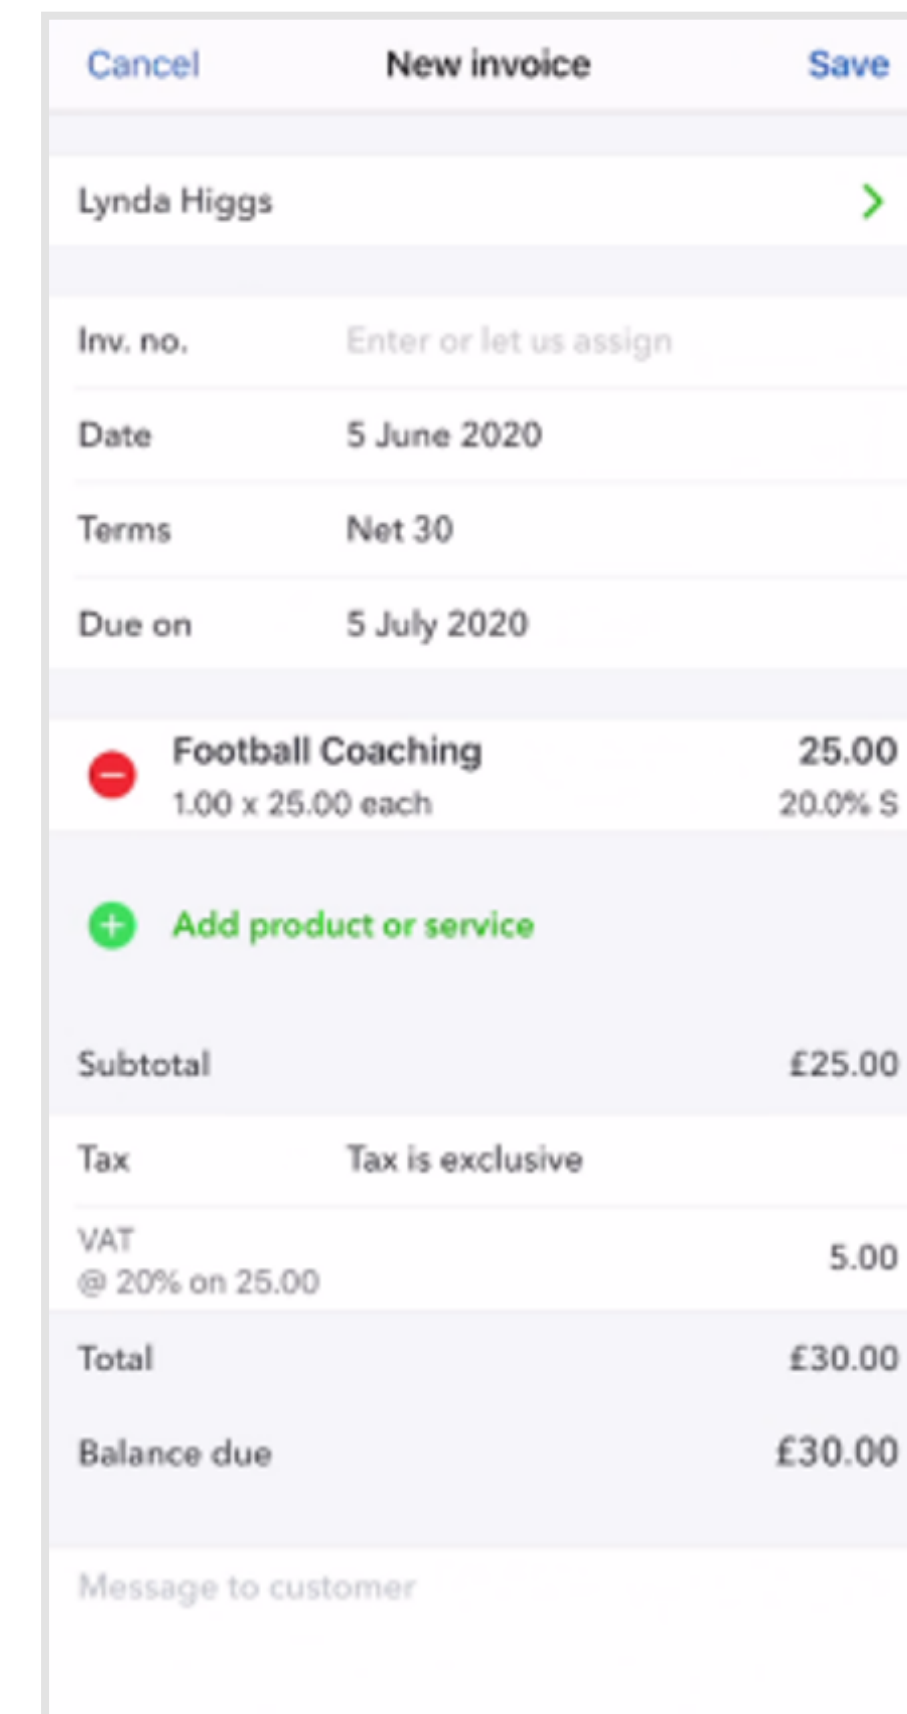 Cancel New invoice Save
Lynda Higgs
Inv. no. Enter or let us assign
Date 5 June 2020
Terms Net 30
Due on 5 July 2020
Football Coaching 25.00
1.00 x 25.00 each 20.0% S
Add product or service
Subtotal £25.00
Tax Tax is exclusive
VAT
@ 20% on 25.00 5.00
Total £30.00
Balance due £30.00
Message to customer